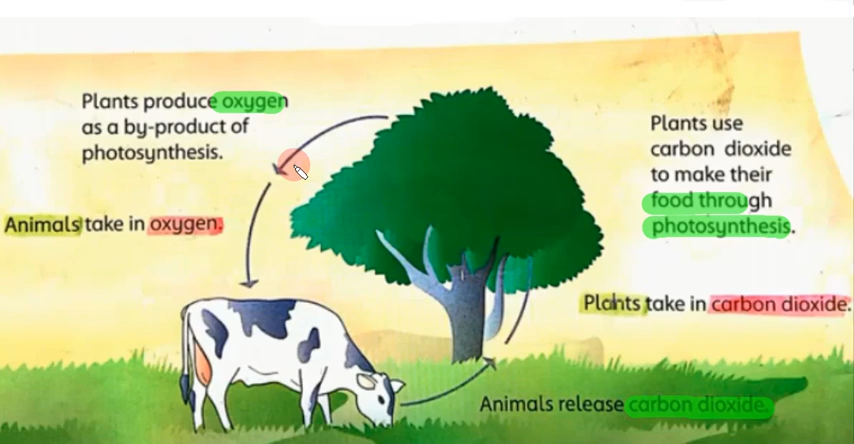 Plants produce oxygen
as a by-product of
photosynthesis.
Animals take in oxygen.
Plants use
carbon dioxide
to make their
food through
photosynthesis.
Plants take in carbon dioxide.
Animals release carbon dioxide.